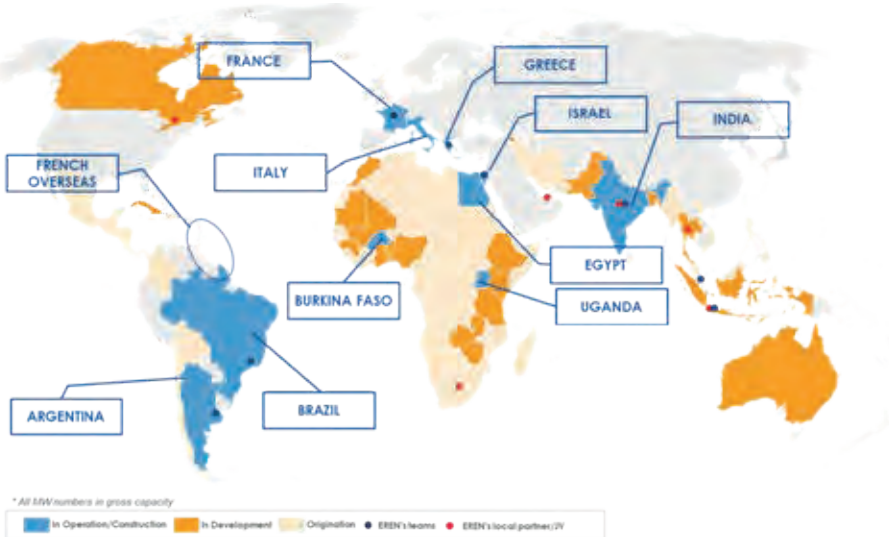 FRANCE
GREECE
ISRAEL
INDIA
FRENCH
OVERSEAS
ITALY
EGYPT
BURKINA FASO
UGANDA
ARGENTINA
BRAZIL
* All MW numbers in gross capacity
In Operation/Construction In Development Origination EREN's teams EREN's local partner/JV